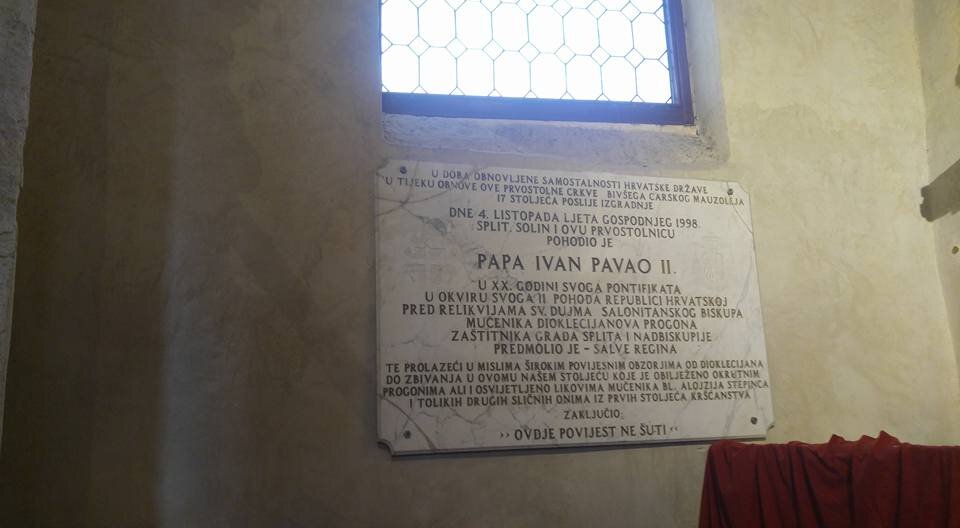 U DOBA OBNOVLJENE SAMOSTALNOSTI HRVATSKE DRŽAVE
U TIJEKU OBNOVE OVE PRVOSTOLNE CRKVE BIVŠEGA CARSKOG MAUZOLEJA
17 STOLJEĆA POSLIJE IZGRADNJE
DNE 4. LISTOPADA LJETA GOSPODNJEG 1998.
SPLIT, SOLIN I OVU PRVOSTOLNICU
POHODIO JE
PAPA IVAN PAVAO II.
U XX. GODINI SVOGA PONTIFIKATA
U OKVIRU SVOGA II. POHODA REPUBLICI HRVATSKOJ
PRED RELIKVIJAMA SV. DUJMA SALONITANSKOG BISKUPA
MUČENIKA DIOKLECIJANOVA PROGONA
ZAŠTITNIKA GRADA SPLITA I NADBISKUPIJE
PREDMOLIO JE - SALVE REGINA
TE PROLAZEĆI U MISLIMA ŠIROKIM POVIJESNIM OBZORJIMA OD DIOKLECIJANA
DO ZBIVANJA U OVOMU NAŠEM STOLJEĆU KOJE JE OBILJEŽENO OKRUTNIM
PROGONIMA ALI I OSVIJETLJENO LIKOVIMA MUČENIKA BL. ALOJZIJA STEPINCA
I TOLIKIH DRUGIH SLIČNIH ONIMA IZ PRVIH STOLJEĆA KRŠĆANSTVA
ZAKLJUČIO:
›› OVDJE POVIJEST NE ŠUTI ‹‹